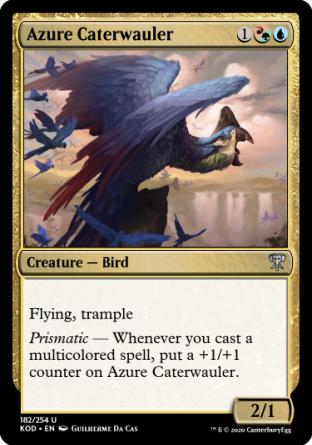 Azure Caterwauler 1
Creature — Bird
Flying, trample
Prismatic — Whenever you cast a
multicolored spell, put a +1/+1
counter on Azure Caterwauler.
2/1
182/254 U
KOD • EN Guilherme Da Cas
™ & © 2020 CanterburyEgg